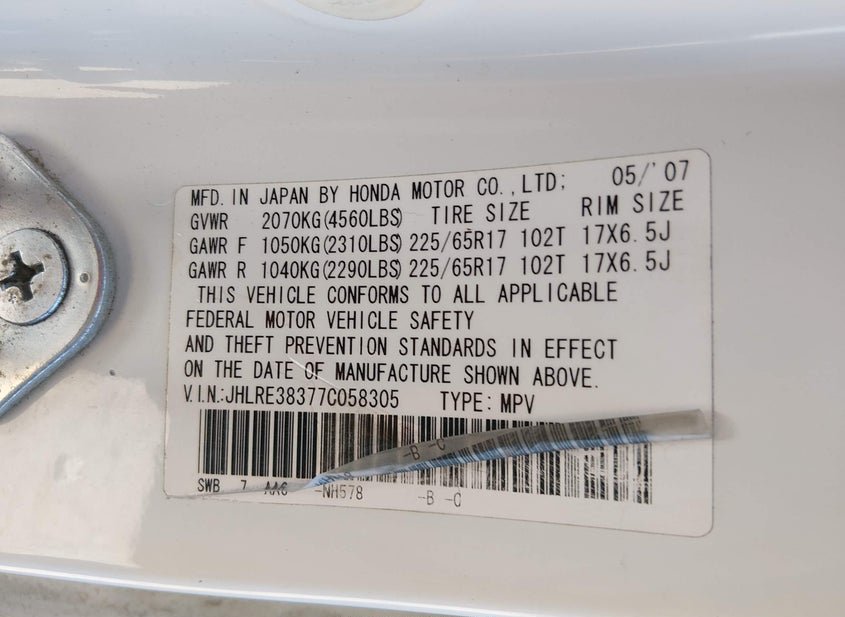 MFD. IN JAPAN BY HONDA MOTOR CO.,LTD; 05/'07
GVWR 2070KG(4560LBS) TIRE SIZE RIM SIZE
GAWR F 1050KG(2310LBS) 225/65R17 102T 17X6.5J
GAWR R 1040KG(2290LBS) 225/65R17 102T 17X6.5J
THIS VEHICLE CONFORMS TO ALL APPLICABLE
FEDERAL MOTOR VEHICLE SAFETY
AND THEFT PREVENTION STANDARDS IN EFFECT
ON THE DATE OF MANUFACTURE SHOWN ABOVE.
V.I.N.:JHLRE38377C058305 TYPE: MPV
-B -C
SWB 7 -NH578 -B -C